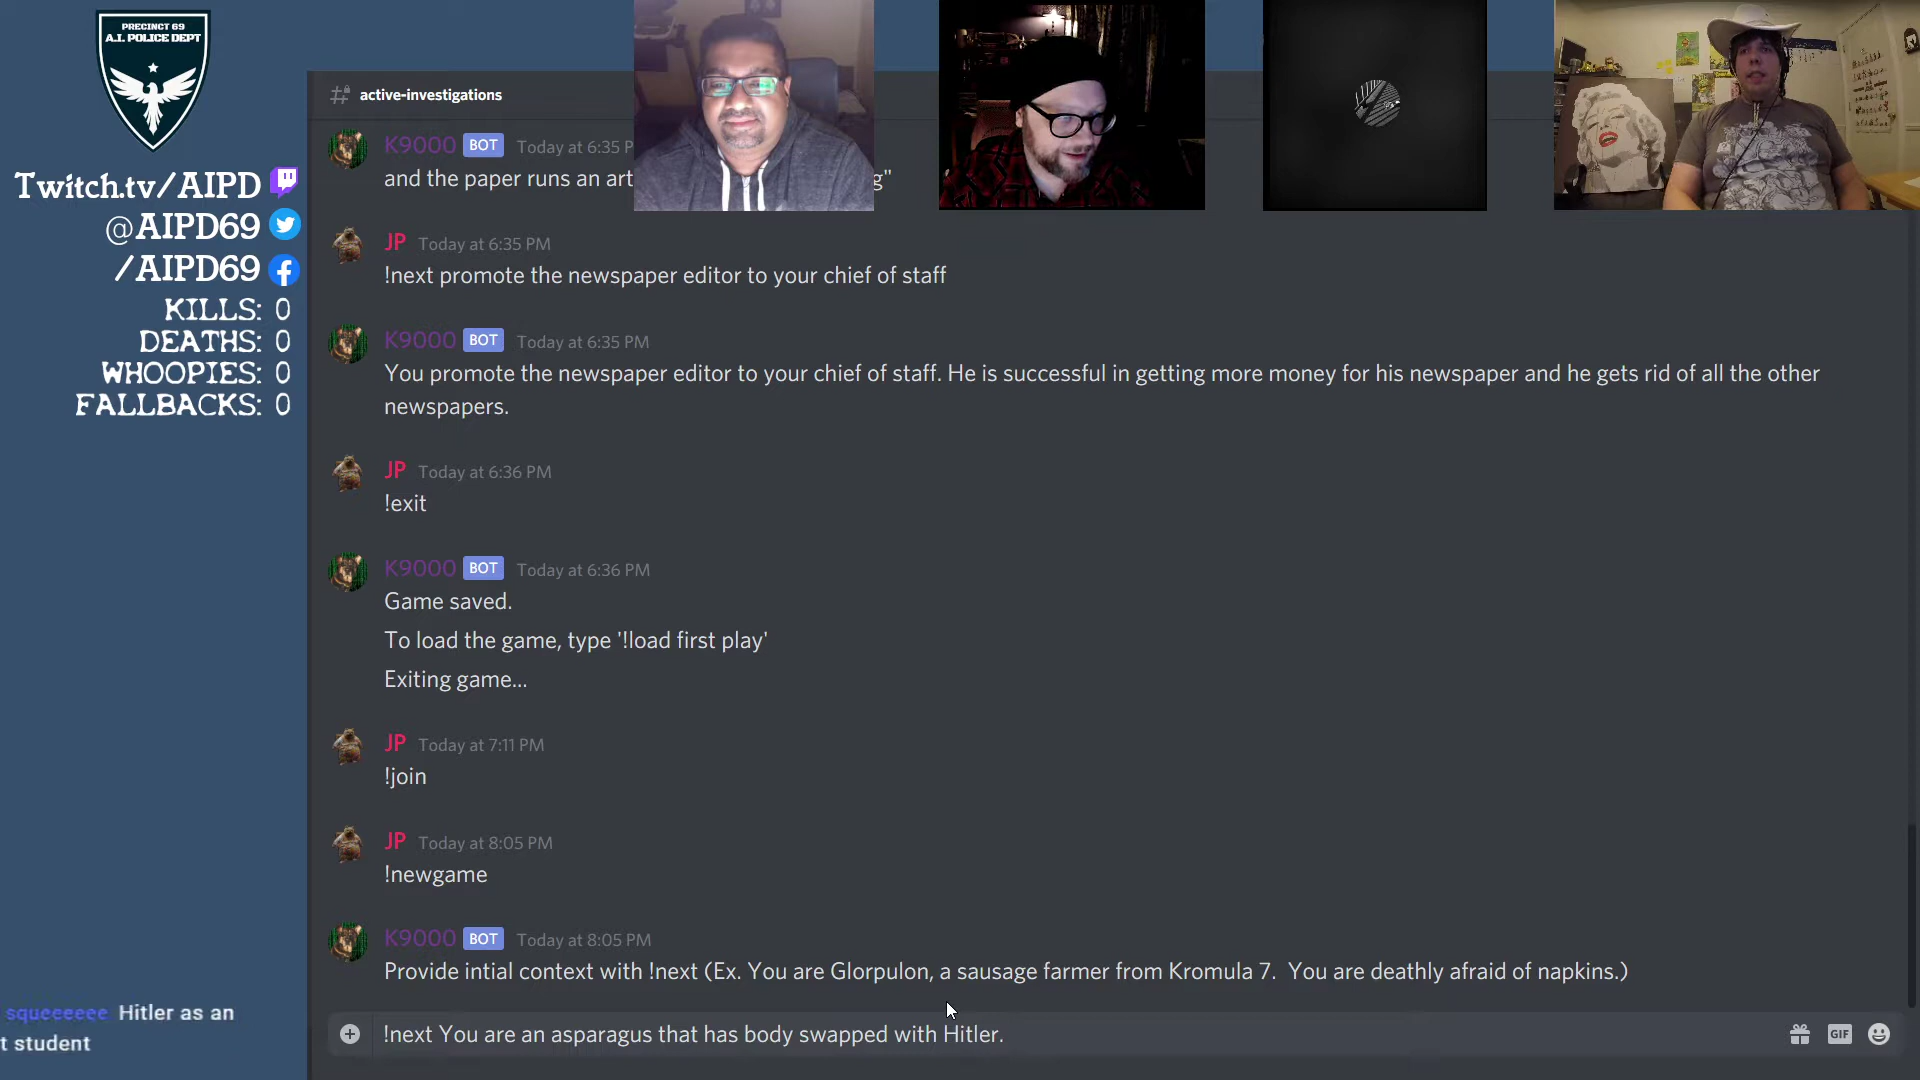 PRECINCT 69
A.I. POLICE DEPT
Twitch.tv/AIPD
@AIPD69
/AIPD69
KILLS: 0
DEATHS: 0
WHOOPIES: 0
FALLBACKS: 0
active-investigations
K9000 BOT Today at 6:35 P
and the paper runs an art
g"
JP Today at 6:35 PM
!next promote the newspaper editor to your chief of staff
K9000 BOT Today at 6:35 PM
You promote the newspaper editor to your chief of staff. He is successful in getting more money for his newspaper and he gets rid of all the other
newspapers.
JP Today at 6:36 PM
!exit
K9000 BOT Today at 6:36 PM
Game saved.
To load the game, type '!load first play'
Exiting game...
JP Today at 7:11 PM
!join
JP Today at 8:05 PM
!newgame
K9000 BOT Today at 8:05 PM
Provide intial context with !next (Ex. You are Glorpulon, a sausage farmer from Kromula 7. You are deathly afraid of napkins.)
!next You are an asparagus that has body swapped with Hitler.
GIF
squeeeeee Hitler as an
t student